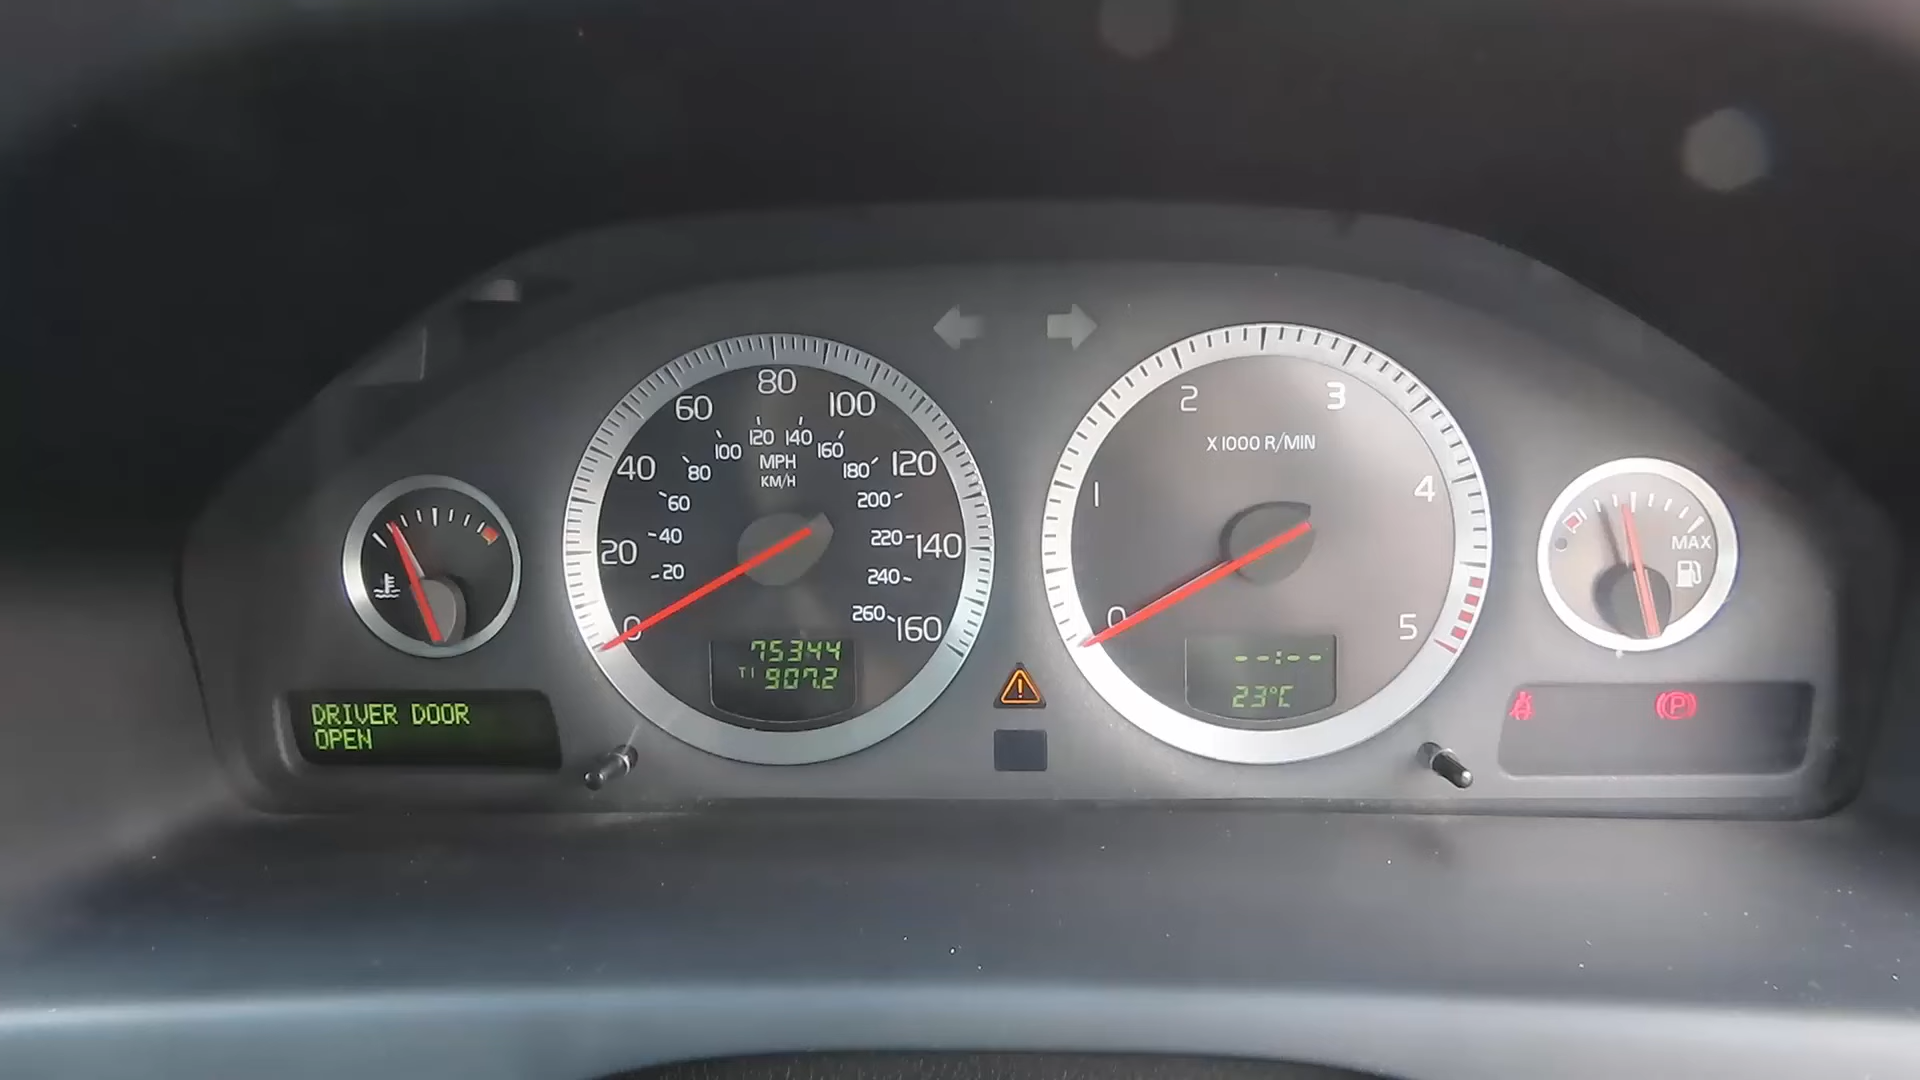 80
60 100
40 120
20 140
0 160
100 120 140 160
80 180
60 200
40 220
20 240
260
MPH
KM/H
75344
T1 907.2
DRIVER DOOR
OPEN
2 3
X1000 R/MIN
1 4
0 5
--:--
23°C
MAX
P